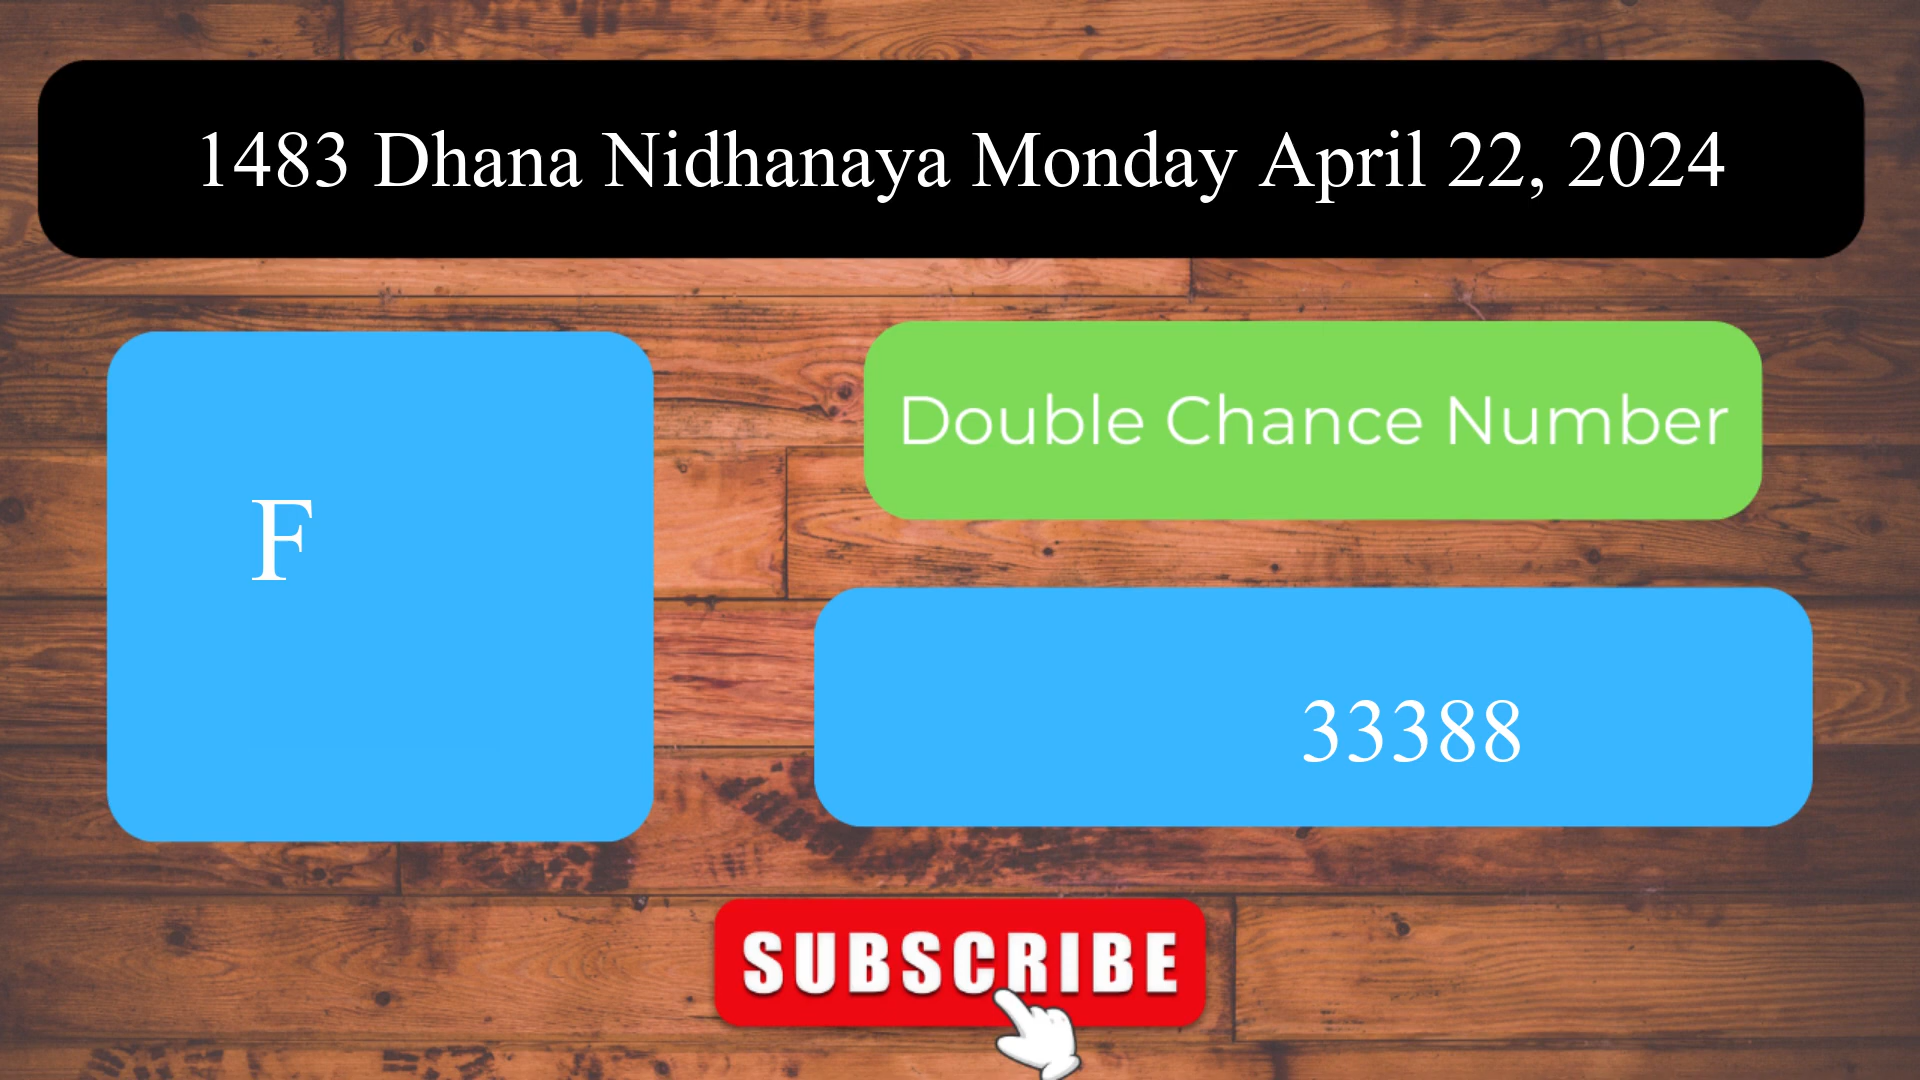 1483 Dhana Nidhanaya Monday April 22, 2024
F
Double Chance Number
33388
SUBSCRIBE